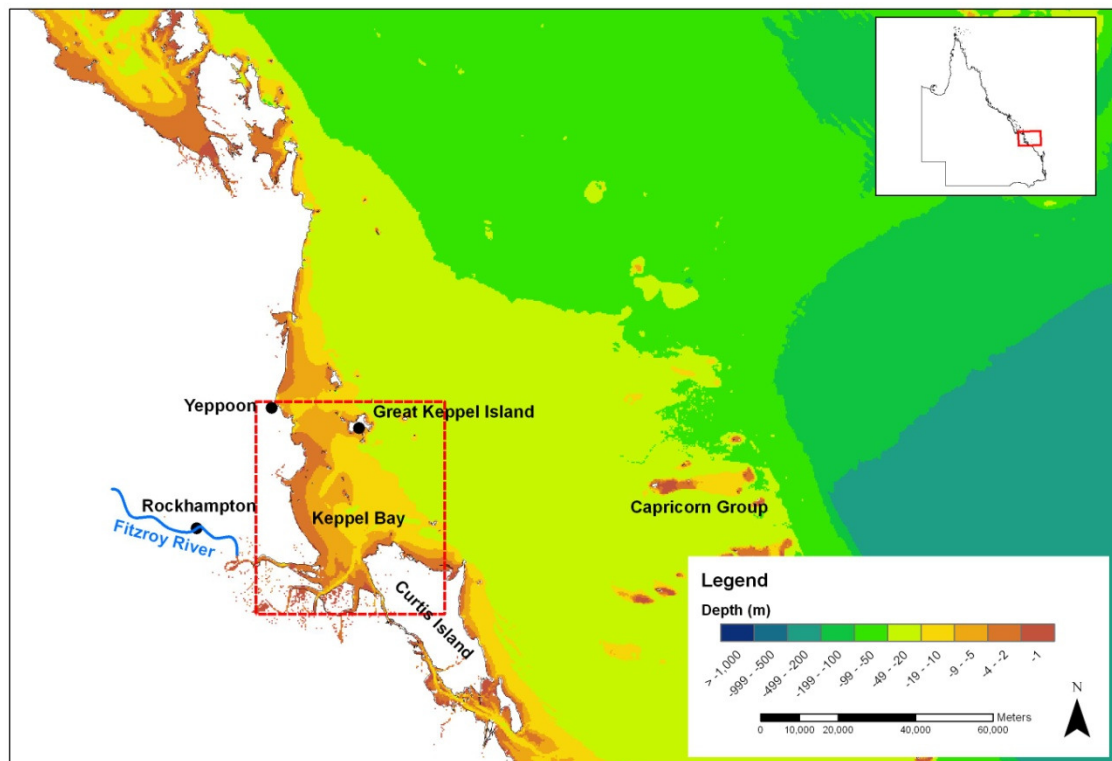 Yeppoon
Great Keppel Island
Rockhampton
Fitzroy River
Keppel Bay
Capricorn Group
Curtis Island
Legend
Depth (m)
> -1,000
-999 - -500
-499 - -200
-199 - -100
-99 - -50
-49 - -20
-19 - -10
-9 - -5
-4 - -2
-1
N
Meters
0 10,000 20,000 40,000 60,000